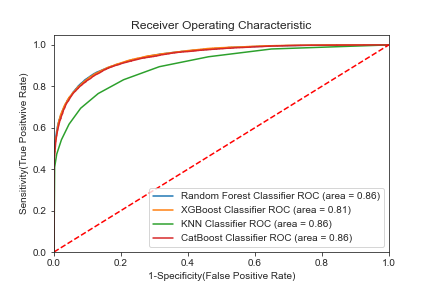 Receiver Operating Characteristic
1.0
0.8
0.6
0.4
0.2
0.0
Sensitivity(True Positwive Rate)
Random Forest Classifier ROC (area = 0.86)
XGBoost Classifier ROC (area = 0.81)
KNN Classifier ROC (area = 0.86)
CatBoost Classifier ROC (area = 0.86)
0.0 0.2 0.4 0.6 0.8 1.0
1-Specificity(False Positive Rate)